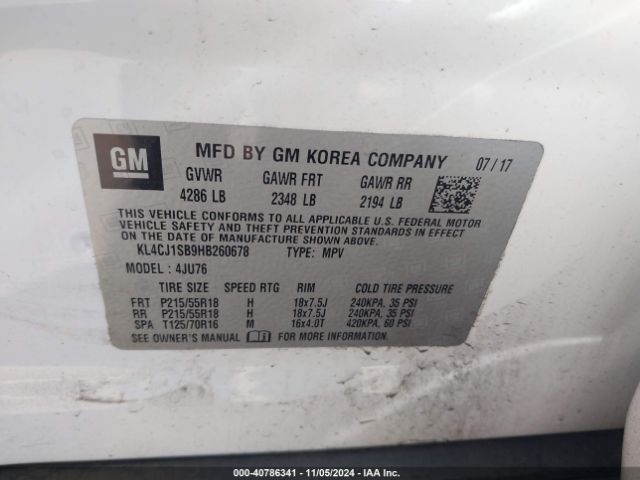 GM
MFD BY GM KOREA COMPANY 07/17
GVWR GAWR FRT GAWR RR
4286 LB 2348 LB 2194 LB
THIS VEHICLE CONFORMS TO ALL APPLICABLE U.S. FEDERAL MOTOR
VEHICLE SAFETY AND THEFT PREVENTION STANDARDS IN EFFECT ON
THE DATE OF MANUFACTURE SHOWN ABOVE.
KL4CJ1SB9HB260678 TYPE: MPV
MODEL: 4JU76
TIRE SIZE SPEED RTG RIM COLD TIRE PRESSURE
FRT P215/55R18 H 18x7.5J 240KPA, 35 PSI
RR P215/55R18 H 18x7.5J 240KPA, 35 PSI
SPA T125/70R16 M 16x4.0T 420KPA, 60 PSI
SEE OWNER'S MANUAL FOR MORE INFORMATION.
000-40786341 - 11/05/2024 - IAA Inc.